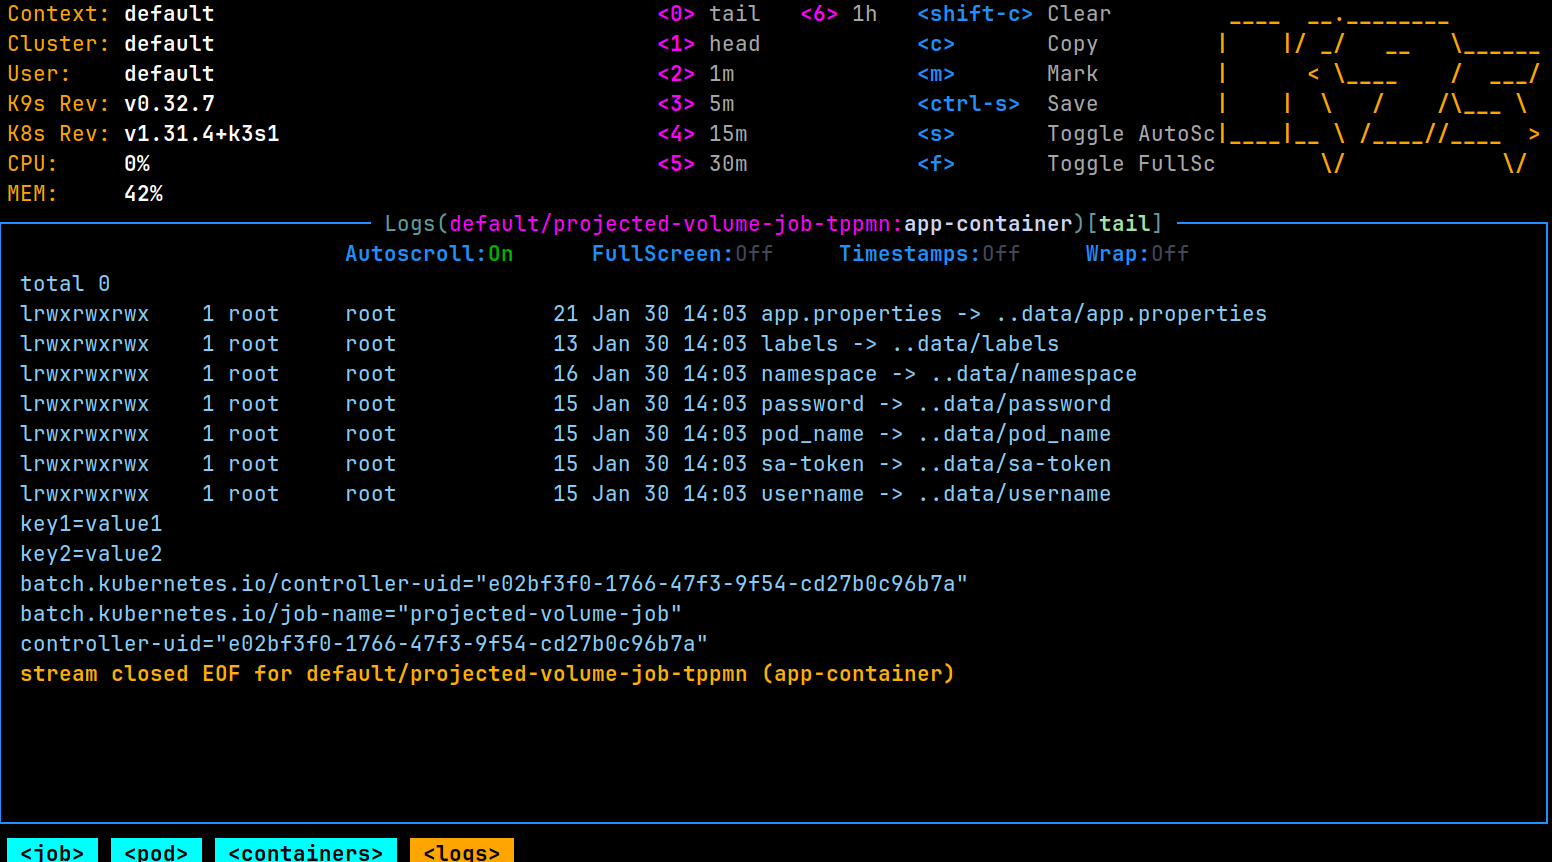 Context: default <0> tail <6> 1h <shift-c> Clear
Cluster: default <1> head <c> Copy
User: default <2> 1m <m> Mark
K9s Rev: v0.32.7 <3> 5m <ctrl-s> Save
K8s Rev: v1.31.4+k3s1 <4> 15m <s> Toggle AutoSc
CPU: 0% <5> 30m <f> Toggle FullSc
MEM: 42%
Logs(default/projected-volume-job-tppmn:app-container)[tail]
Autoscroll:On FullScreen:Off Timestamps:Off Wrap:Off
total 0
lrwxrwxrwx 1 root root 21 Jan 30 14:03 app.properties -> ..data/app.properties
lrwxrwxrwx 1 root root 13 Jan 30 14:03 labels -> ..data/labels
lrwxrwxrwx 1 root root 16 Jan 30 14:03 namespace -> ..data/namespace
lrwxrwxrwx 1 root root 15 Jan 30 14:03 password -> ..data/password
lrwxrwxrwx 1 root root 15 Jan 30 14:03 pod_name -> ..data/pod_name
lrwxrwxrwx 1 root root 15 Jan 30 14:03 sa-token -> ..data/sa-token
lrwxrwxrwx 1 root root 15 Jan 30 14:03 username -> ..data/username
key1=value1
key2=value2
batch.kubernetes.io/controller-uid="e02bf3f0-1766-47f3-9f54-cd27b0c96b7a"
batch.kubernetes.io/job-name="projected-volume-job"
controller-uid="e02bf3f0-1766-47f3-9f54-cd27b0c96b7a"
stream closed EOF for default/projected-volume-job-tppmn (app-container)
<job> <pod> <containers> <logs>